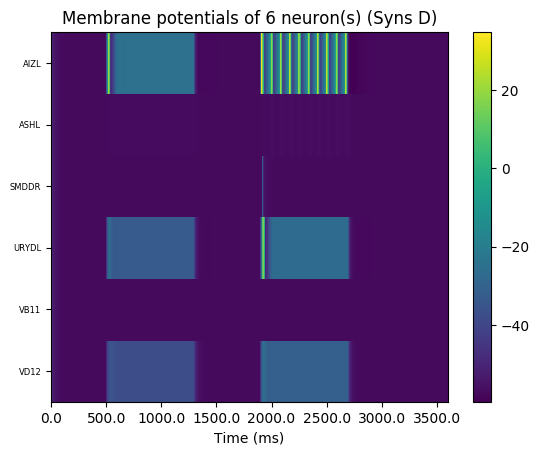 Membrane potentials of 6 neuron(s) (Syns D)
AIZL
ASHL
SMDDR
URYDL
VB11
VD12
0.0 500.0 1000.0 1500.0 2000.0 2500.0 3000.0 3500.0
Time (ms)
20
0
−20
−40